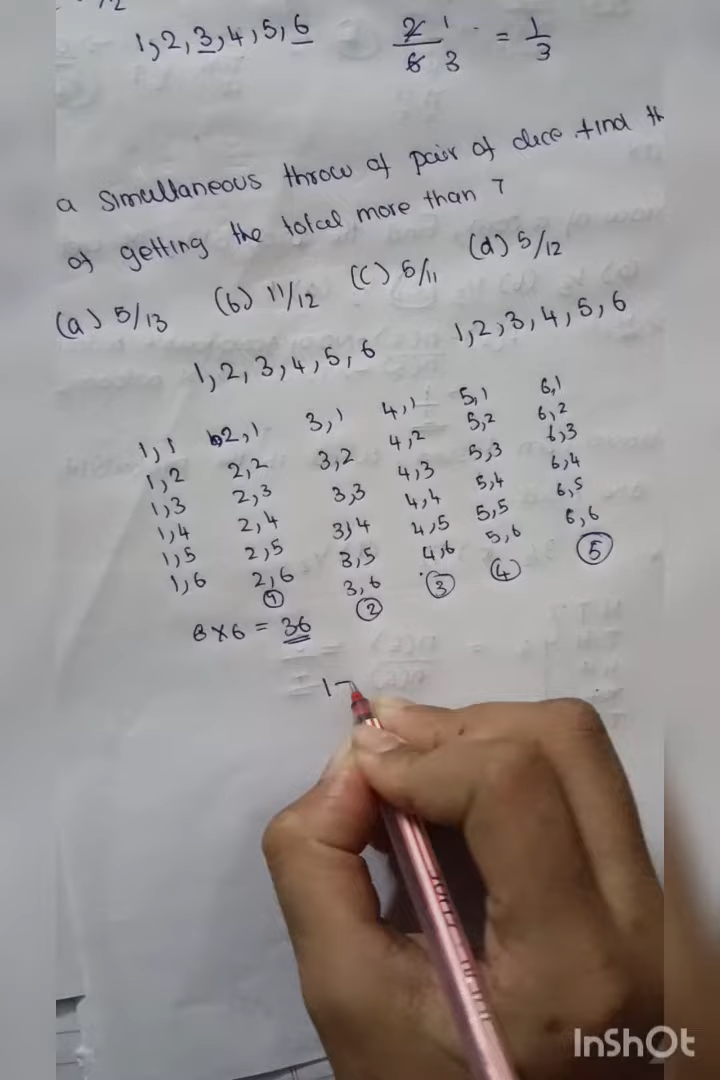 1,2,3,4,5,6 2 1 / 6 3 = 1/3
a simultaneous throw of pair of dice find th
of getting the total more than 7
(a) 5/13 (b) 11/12 (c) 5/11 (d) 5/12
1,2,3,4,5,6 1,2,3,4,5,6
1,1 2,1 3,1 4,1 5,1 6,1
1,2 2,2 3,2 4,2 5,2 6,2
1,3 2,3 3,3 4,3 5,3 6,3
1,4 2,4 3,4 4,4 5,4 6,4
1,5 2,5 3,5 4,5 5,5 6,5
1,6 2,6 3,6 4,6 5,6 6,6
1 2 3 4 5
6×6 = 36
1
InShOt